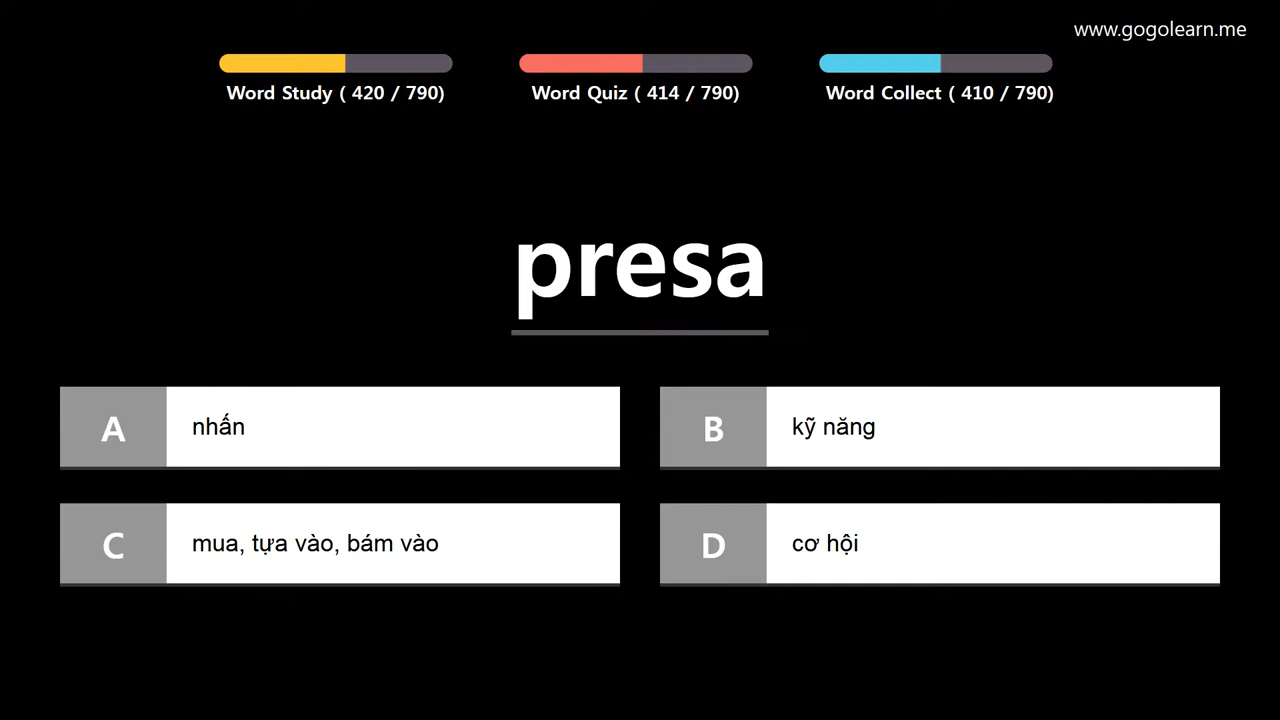 www.gogolearn.me
Word Study ( 420 / 790)
Word Quiz ( 414 / 790)
Word Collect ( 410 / 790)
presa
A nhấn
B kỹ năng
C mua, tựa vào, bám vào
D cơ hội